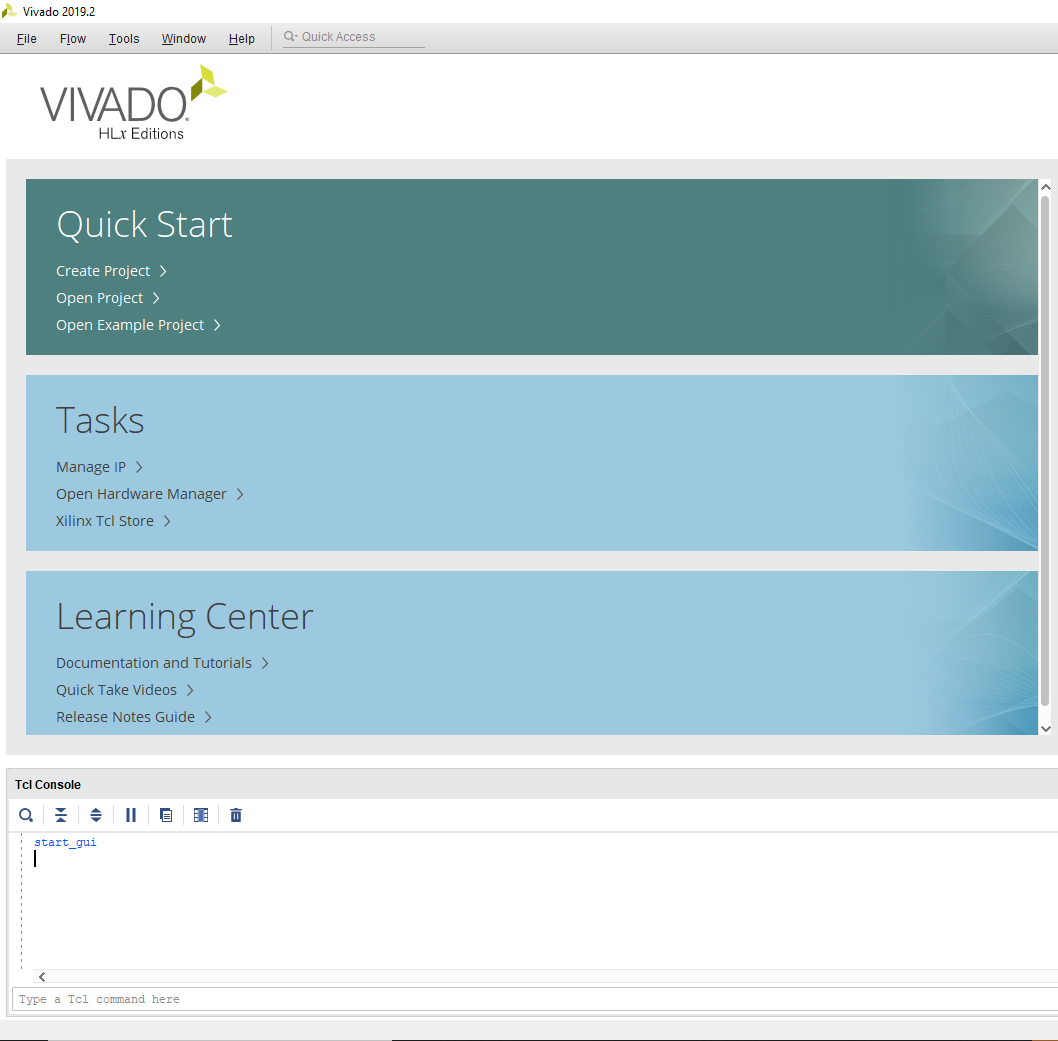 Vivado 2019.2
File Flow Tools Window Help Quick Access
VIVADO.
HLx Editions
Quick Start
Create Project
Open Project
Open Example Project
Tasks
Manage IP
Open Hardware Manager
Xilinx Tcl Store
Learning Center
Documentation and Tutorials
Quick Take Videos
Release Notes Guide
Tcl Console
start_gui
Type a Tcl command here